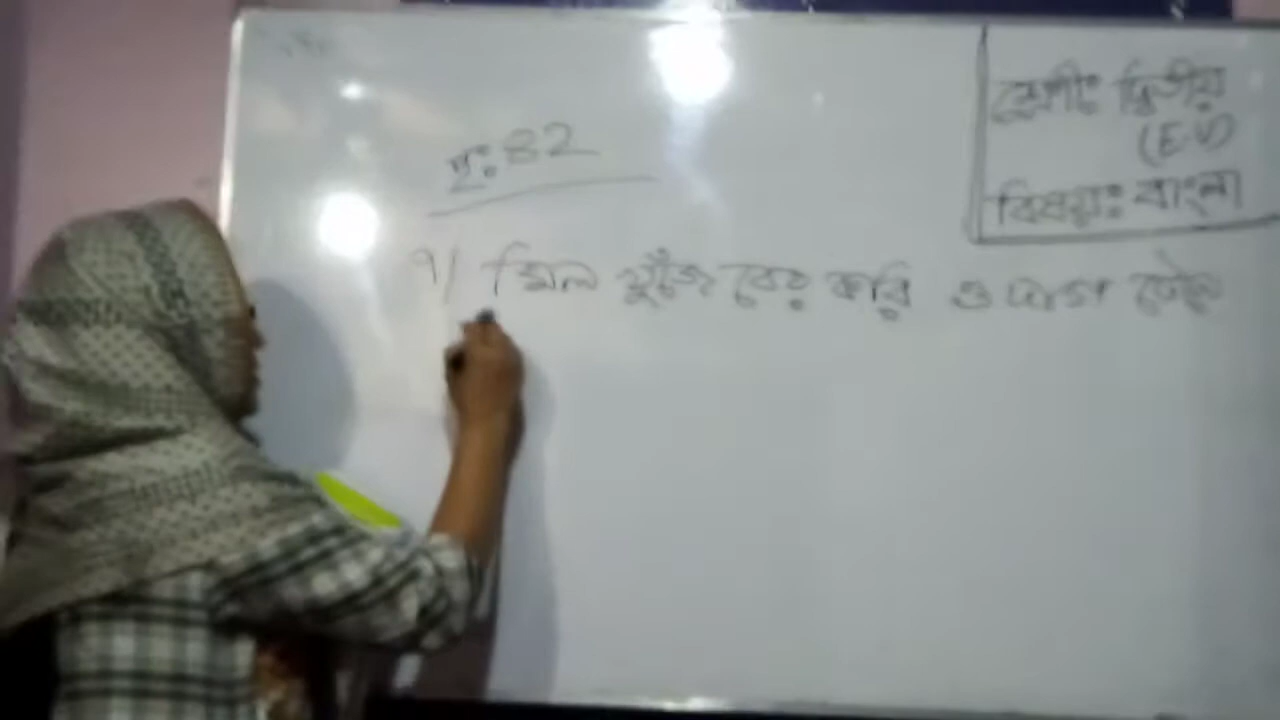 শ্রেণীঃ দ্বিতীয়
(E.V)
বিষয়ঃ বাংলা
পৃ: ৪২
৭। মিল খুঁজে বের করি ও দাগ টেনে